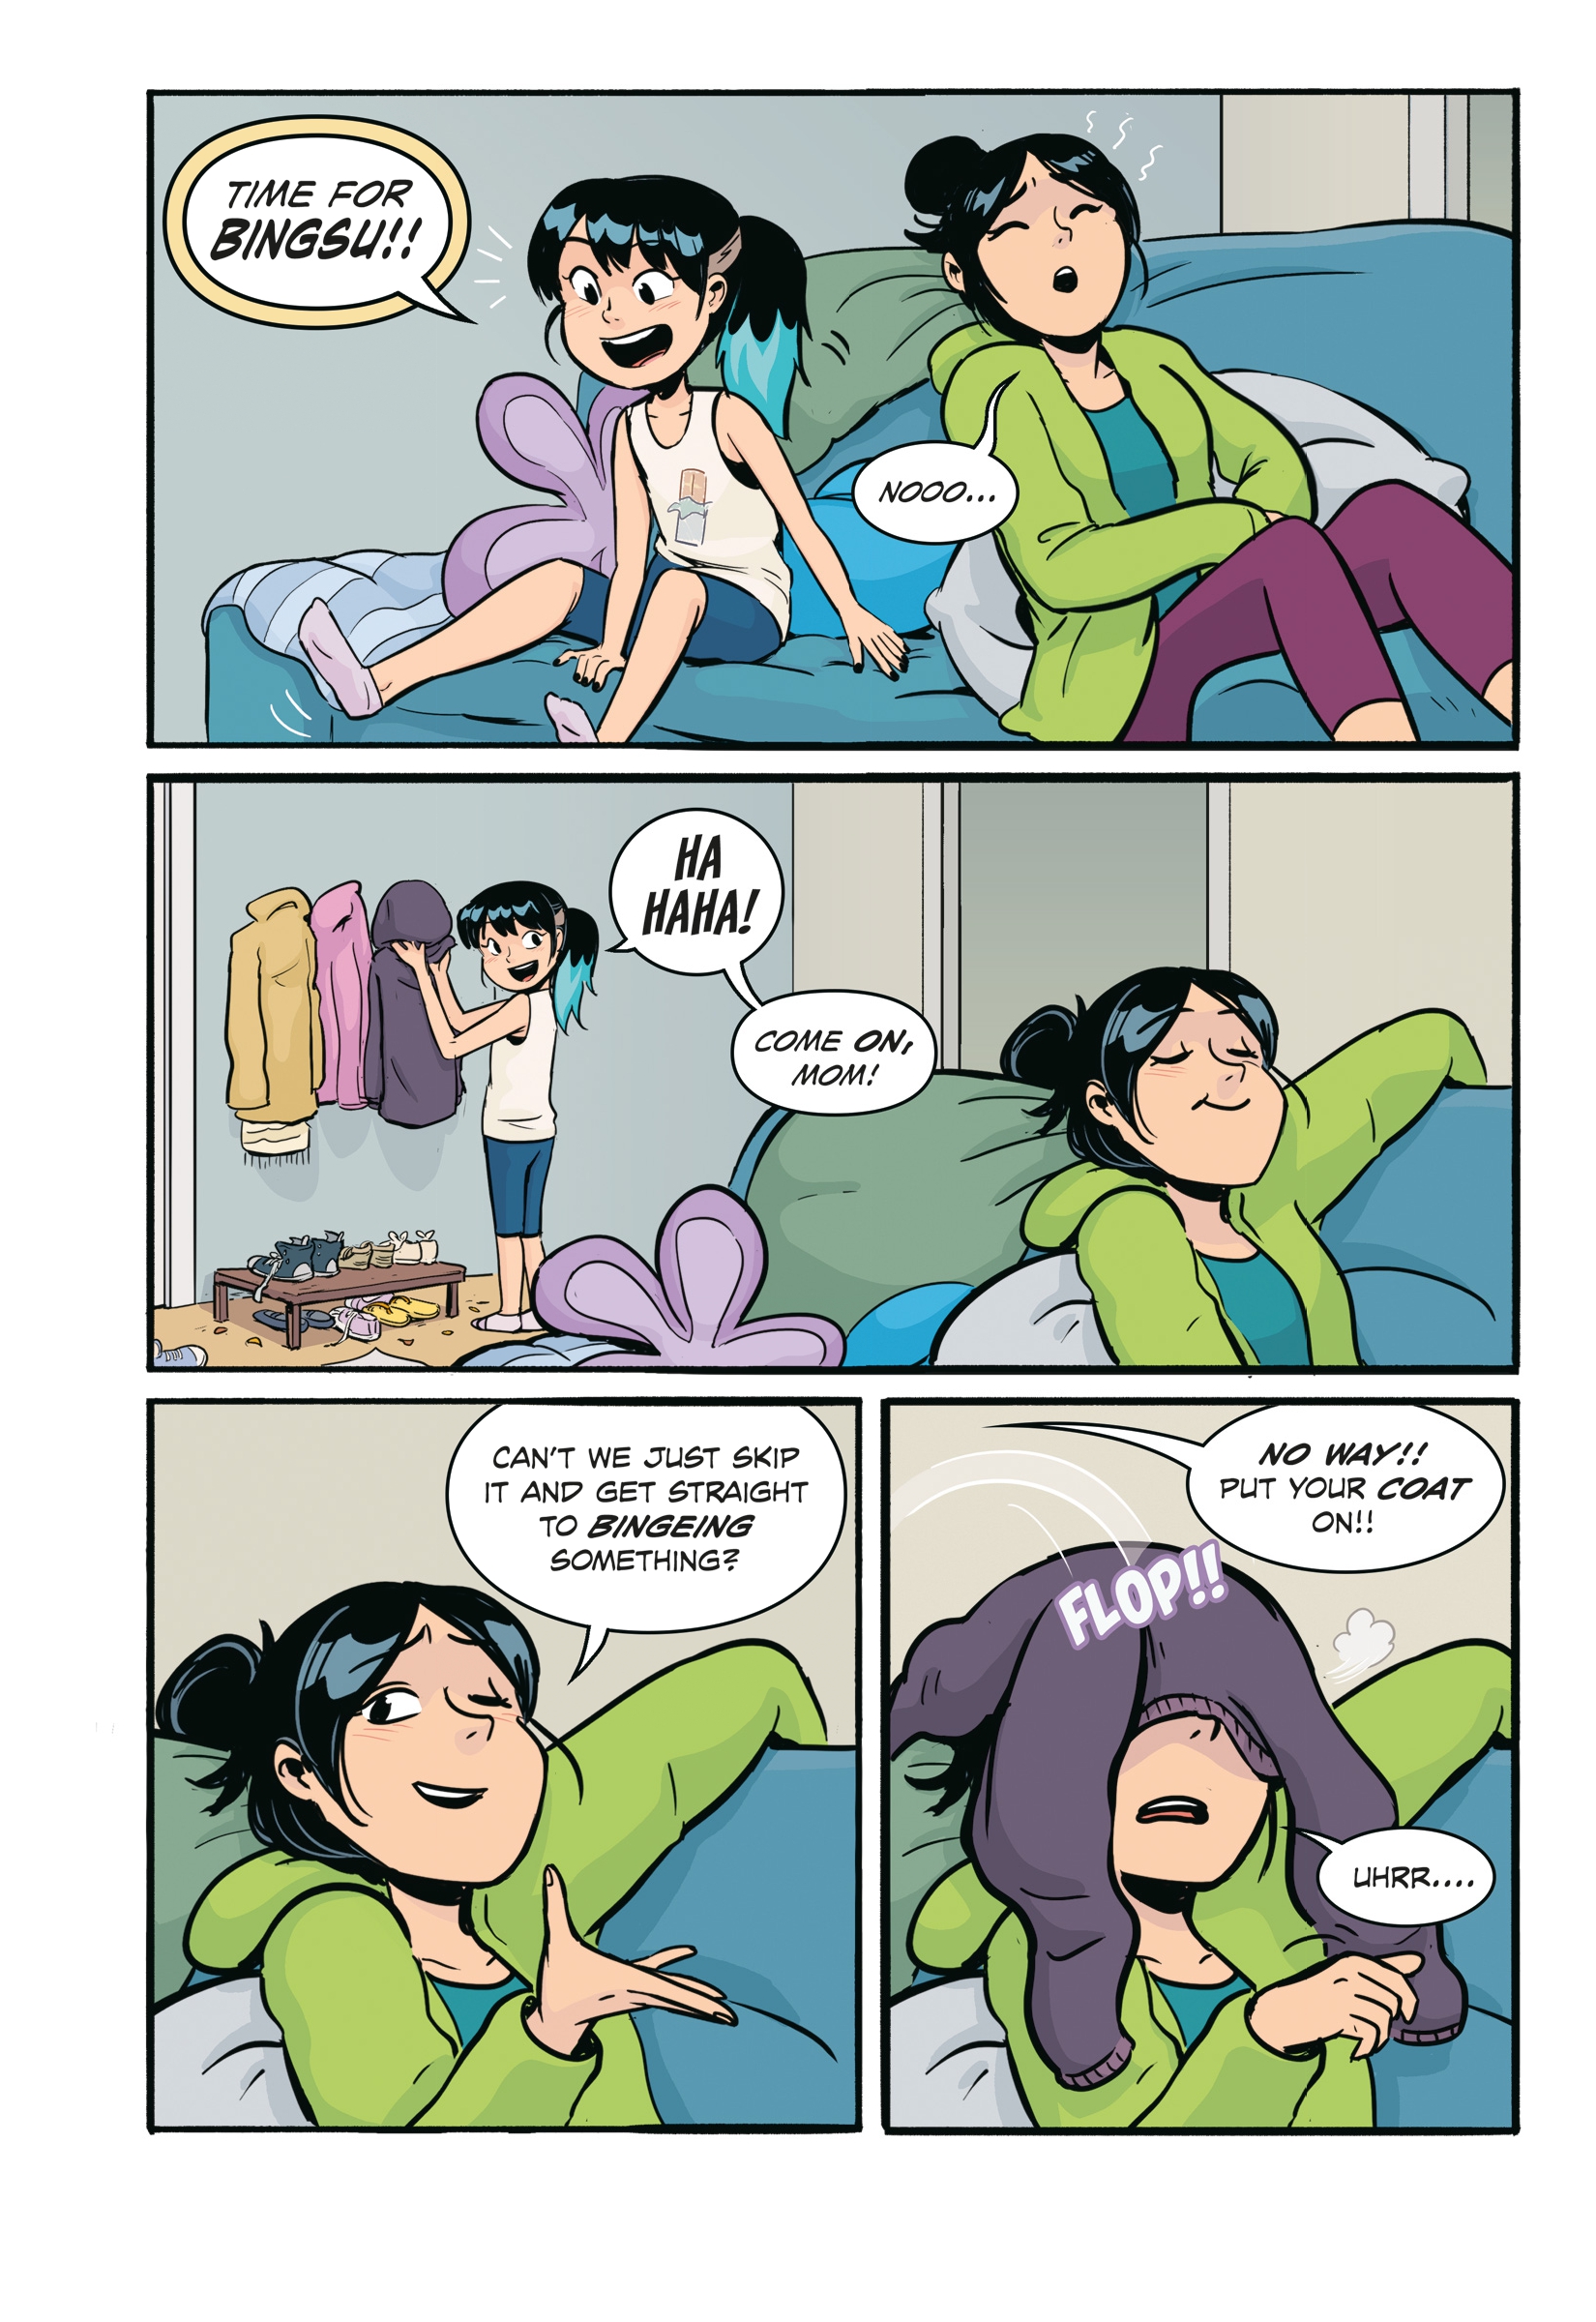 TIME FOR
BINGSU!!
NOOO...
HA
HAHA!
COME ON,
MOM!
CAN'T WE JUST SKIP
IT AND GET STRAIGHT
TO BINGEING
SOMETHING?
NO WAY!!
PUT YOUR COAT
ON!!
FLOP!!
UHRR....